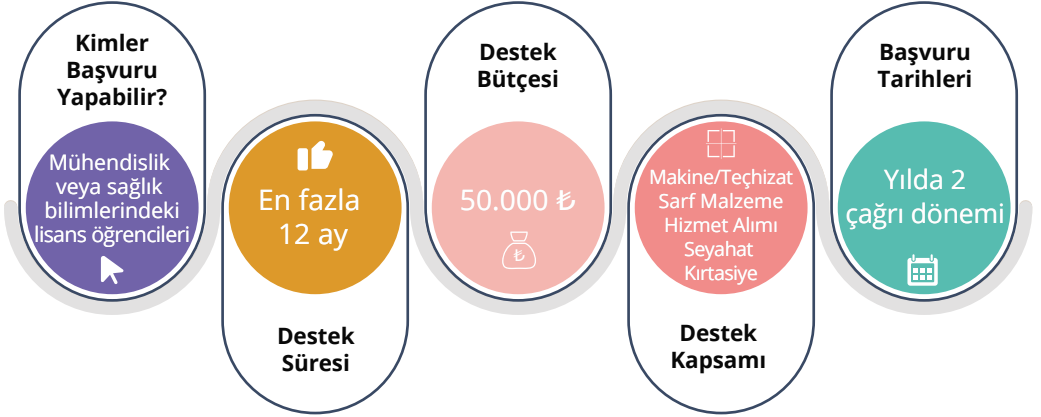 Kimler
Başvuru
Yapabilir?
Mühendislik
veya sağlık
bilimlerindeki
lisans öğrencileri
En fazla
12 ay
Destek
Süresi
Destek
Bütçesi
50.000 ₺
₺
Makine/Teçhizat
Sarf Malzeme
Hizmet Alımı
Seyahat
Kırtasiye
Destek
Kapsamı
Başvuru
Tarihleri
Yılda 2
çağrı dönemi